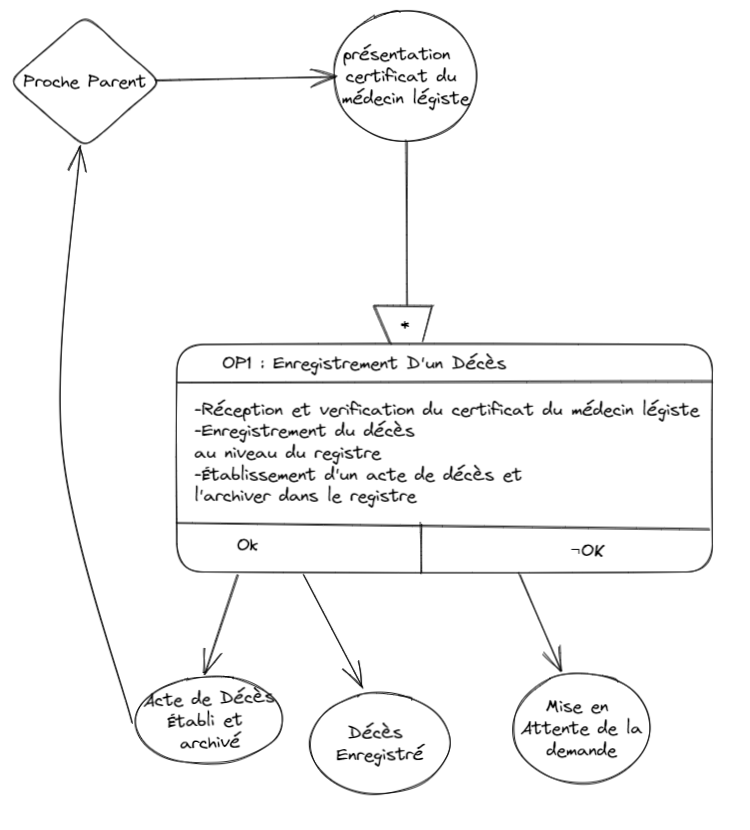 Proche Parent
présentation
certificat du
médecin légiste
*
OP1 : Enregistrement D'un Décès
-Réception et verification du certificat du médecin légiste
-Enregistrement du décès
au niveau du registre
-Établissement d'un acte de décès et
l'archiver dans le registre
Ok
¬OK
Acte de Décès
Établi et
archivé
Décès
Enregistré
Mise en
Attente de la
demande